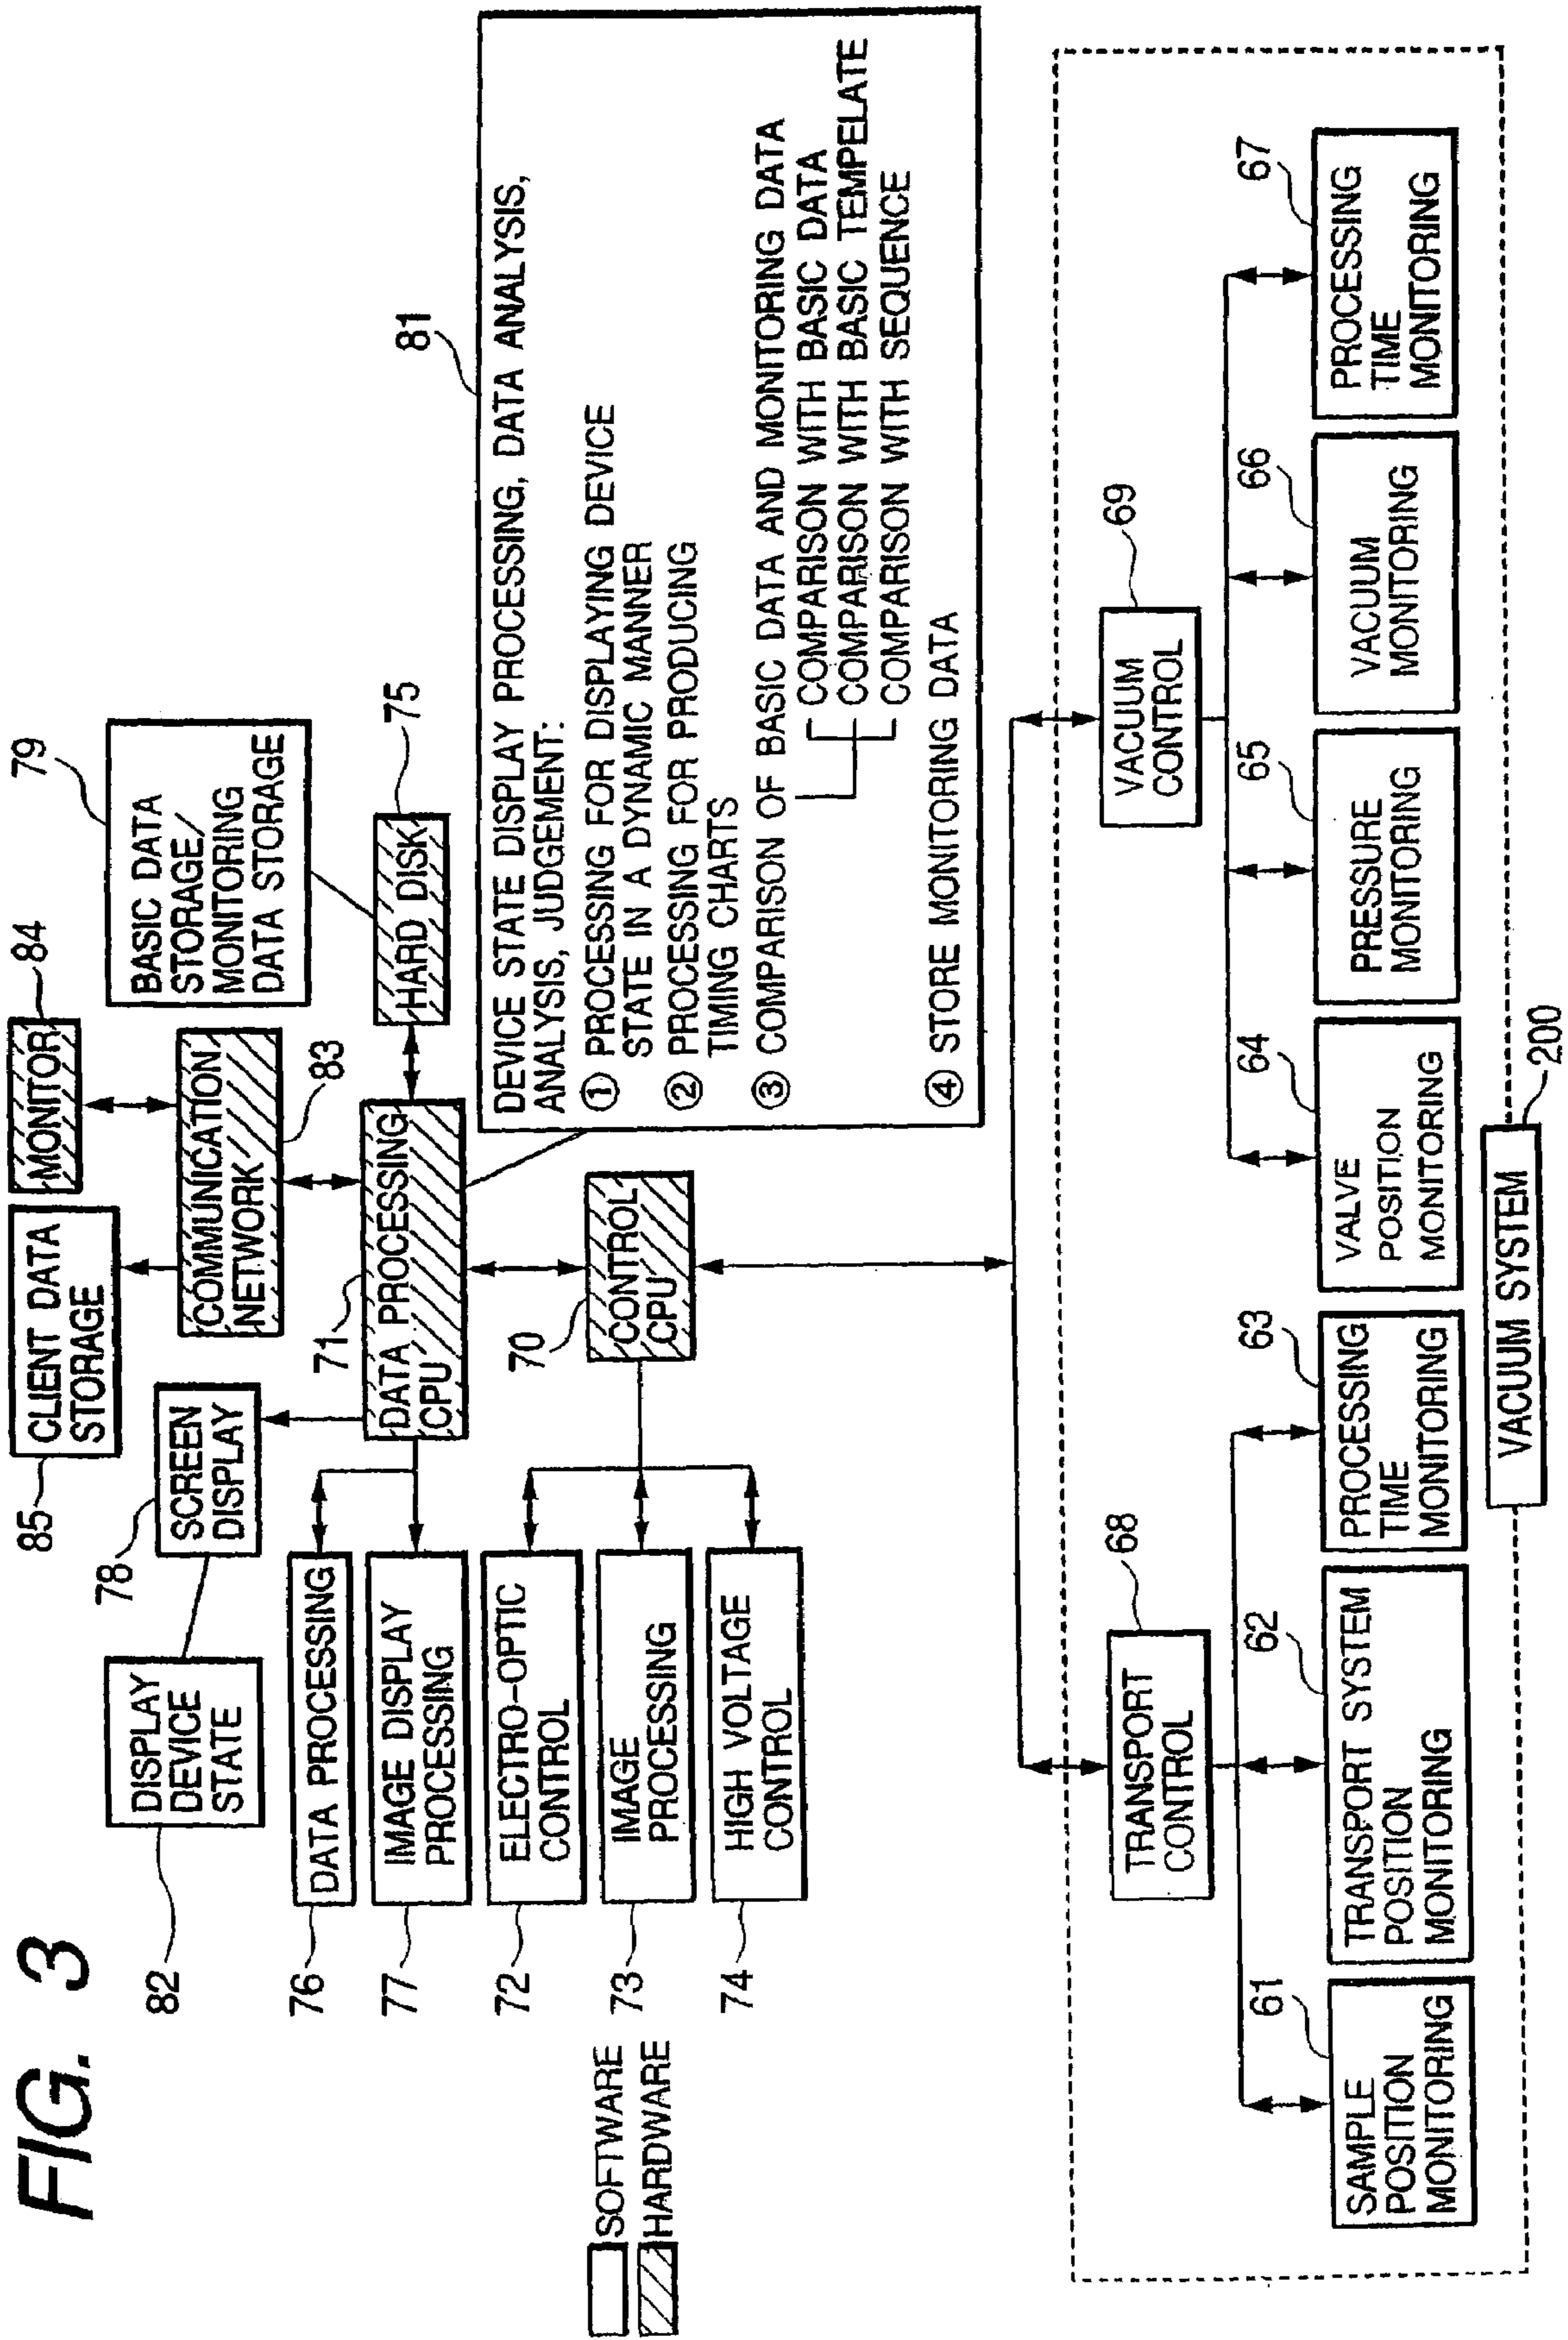 FIG. 3
SOFTWARE
HARDWARE
85
CLIENT DATA
STORAGE
MONITOR
84
COMMUNICATION
NETWORK
83
79
BASIC DATA
STORAGE/
MONITORING
DATA STORAGE
78
SCREEN
DISPLAY
82
DISPLAY
DEVICE
STATE
71
DATA PROCESSING
CPU
HARD DISK
75
76
DATA PROCESSING
77
IMAGE DISPLAY
PROCESSING
72
ELECTRO-OPTIC
CONTROL
73
IMAGE
PROCESSING
74
HIGH VOLTAGE
CONTROL
70
CONTROL
CPU
81
DEVICE STATE DISPLAY PROCESSING, DATA ANALYSIS,
ANALYSIS, JUDGEMENT:
① PROCESSING FOR DISPLAYING DEVICE
STATE IN A DYNAMIC MANNER
② PROCESSING FOR PRODUCING
TIMING CHARTS
③ COMPARISON OF BASIC DATA AND MONITORING DATA
COMPARISON WITH BASIC DATA
COMPARISON WITH BASIC TEMPELATE
COMPARISON WITH SEQUENCE
④ STORE MONITORING DATA
68
TRANSPORT
CONTROL
69
VACUUM
CONTROL
61
SAMPLE
POSITION
MONITORING
62
TRANSPORT SYSTEM
POSITION
MONITORING
63
PROCESSING
TIME
MONITORING
64
VALVE
POSITION
MONITORING
65
PRESSURE
MONITORING
66
VACUUM
MONITORING
67
PROCESSING
TIME
MONITORING
VACUUM SYSTEM
200